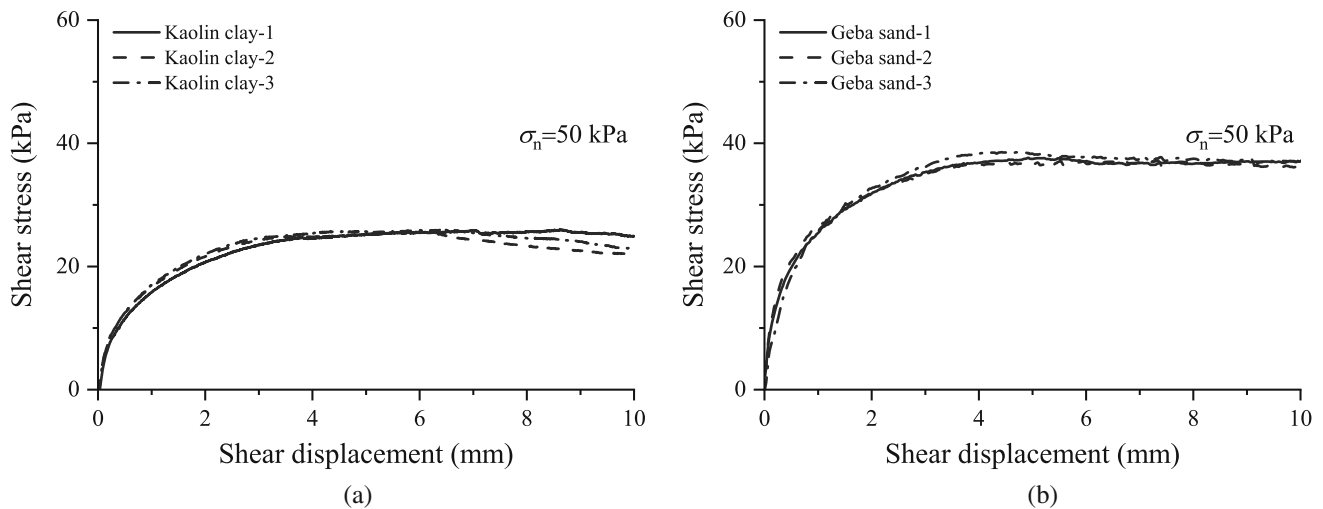 60
40
20
0
Shear stress (kPa)
Kaolin clay-1
Kaolin clay-2
Kaolin clay-3
σn=50 kPa
0 2 4 6 8 10
Shear displacement (mm)
(a)
60
40
20
0
Shear stress (kPa)
Geba sand-1
Geba sand-2
Geba sand-3
σn=50 kPa
0 2 4 6 8 10
Shear displacement (mm)
(b)